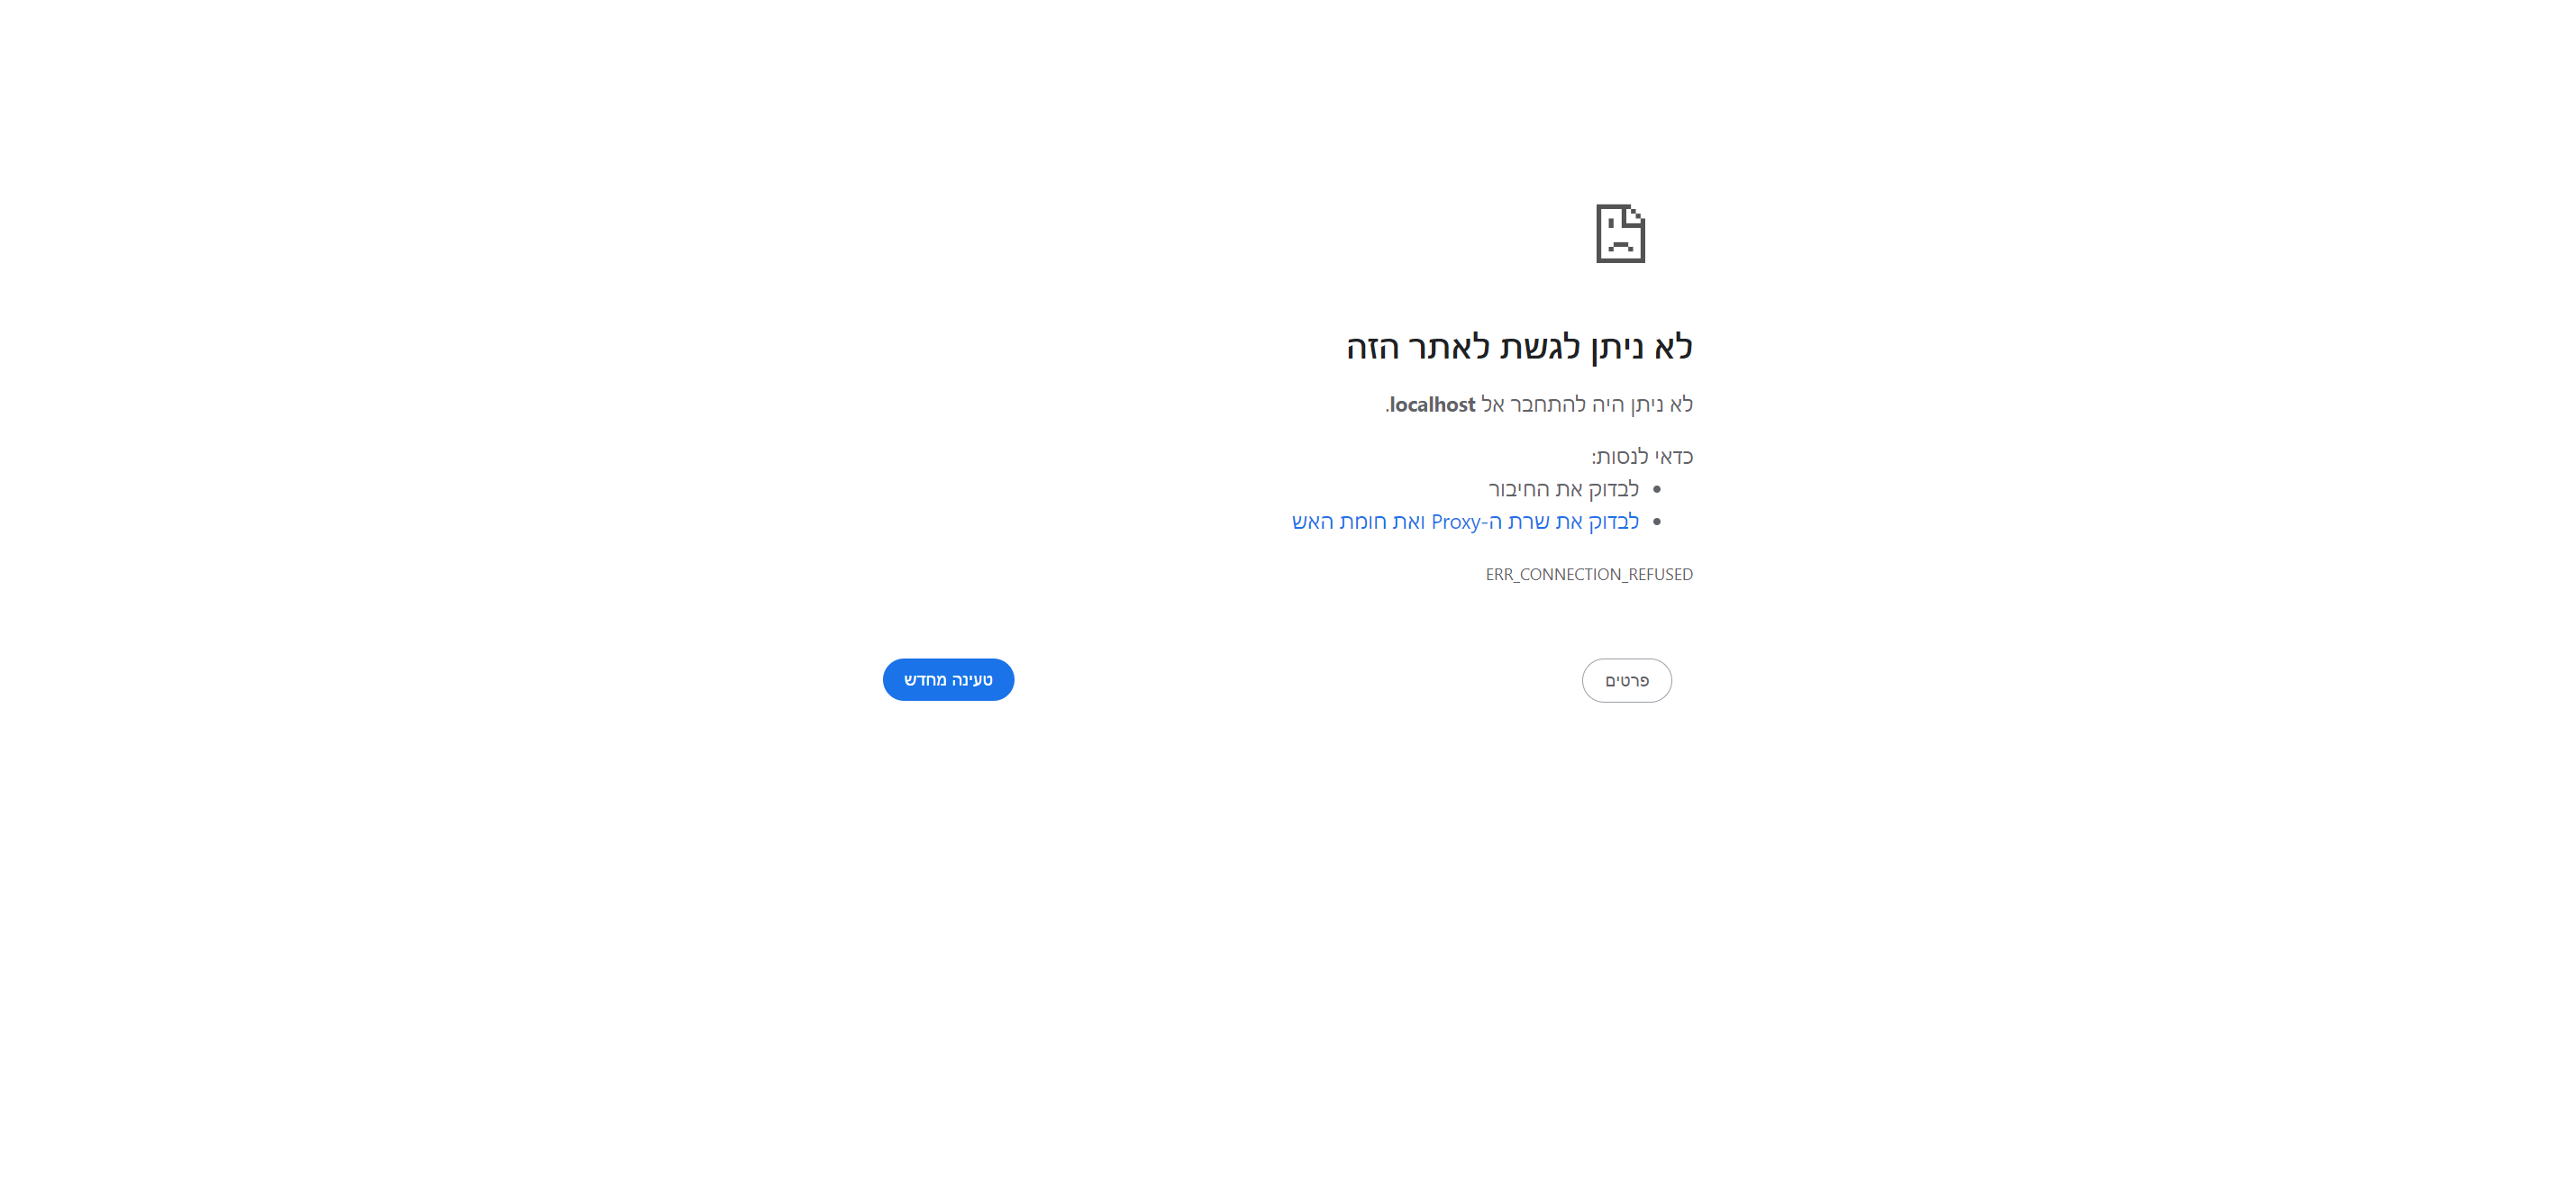 לא ניתן לגשת לאתר הזה
לא ניתן היה להתחבר אל localhost.
כדאי לנסות:
• לבדוק את החיבור
• לבדוק את שרת ה-Proxy ואת חומת האש
ERR_CONNECTION_REFUSED
פרטים
טעינה מחדש